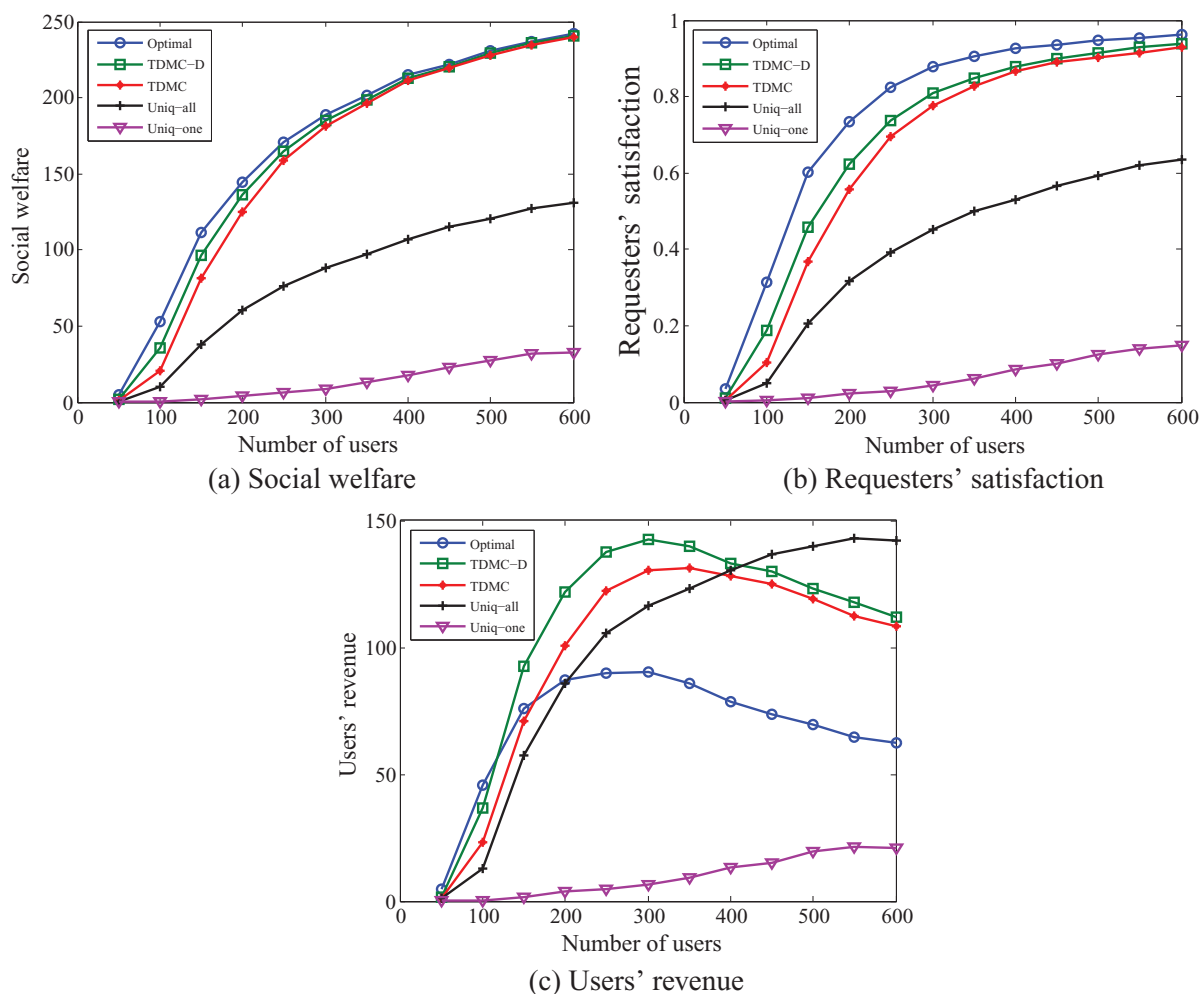 250
200
150
100
50
0
Social welfare
Optimal
TDMC−D
TDMC
Uniq−all
Uniq−one
0 100 200 300 400 500 600
Number of users
(a) Social welfare
1
0.8
0.6
0.4
0.2
0
Requesters’ satisfaction
Optimal
TDMC−D
TDMC
Uniq−all
Uniq−one
0 100 200 300 400 500 600
Number of users
(b) Requesters’ satisfaction
150
100
50
0
Users’ revenue
Optimal
TDMC−D
TDMC
Uniq−all
Uniq−one
0 100 200 300 400 500 600
Number of users
(c) Users’ revenue